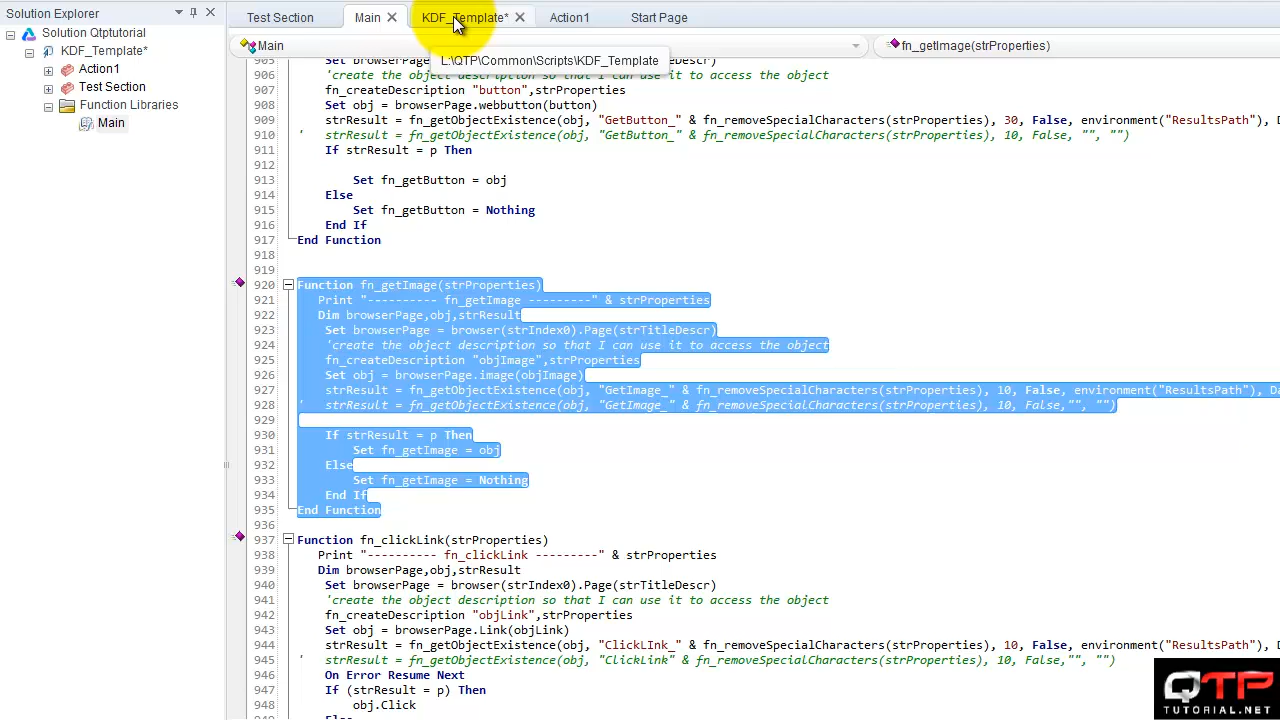 Solution Explorer
Solution Qtptutorial
KDF_Template*
Action1
Test Section
Function Libraries
Main
Test Section
Main
KDF_Template*
Action1
Start Page
Main
fn_getImage(strProperties)
L:\QTP\Common\Scripts\KDF_Template
905 Set browserPage
906 'create the object description so that I can use it to access the object
907 fn_createDescription "button",strProperties
908 Set obj = browserPage.webbutton(button)
909 strResult = fn_getObjectExistence(obj, "GetButton_" & fn_removeSpecialCharacters(strProperties), 30, False, environment("ResultsPath"), D
910 ' strResult = fn_getObjectExistence(obj, "GetButton_" & fn_removeSpecialCharacters(strProperties), 10, False, "", "")
911 If strResult = p Then
912
913 Set fn_getButton = obj
914 Else
915 Set fn_getButton = Nothing
916 End If
917 End Function
918
919
920 Function fn_getImage(strProperties)
921 Print "---------- fn_getImage ---------" & strProperties
922 Dim browserPage,obj,strResult
923 Set browserPage = browser(strIndex0).Page(strTitleDescr)
924 'create the object description so that I can use it to access the object
925 fn_createDescription "objImage",strProperties
926 Set obj = browserPage.image(objImage)
927 strResult = fn_getObjectExistence(obj, "GetImage_" & fn_removeSpecialCharacters(strProperties), 10, False, environment("ResultsPath"), Da
928 ' strResult = fn_getObjectExistence(obj, "GetImage_" & fn_removeSpecialCharacters(strProperties), 10, False,"", "")
929
930 If strResult = p Then
931 Set fn_getImage = obj
932 Else
933 Set fn_getImage = Nothing
934 End If
935 End Function
936
937 Function fn_clickLink(strProperties)
938 Print "---------- fn_clickLink ---------" & strProperties
939 Dim browserPage,obj,strResult
940 Set browserPage = browser(strIndex0).Page(strTitleDescr)
941 'create the object description so that I can use it to access the object
942 fn_createDescription "objLink",strProperties
943 Set obj = browserPage.Link(objLink)
944 strResult = fn_getObjectExistence(obj, "ClickLInk_" & fn_removeSpecialCharacters(strProperties), 10, False, environment("ResultsPath"),
945 ' strResult = fn_getObjectExistence(obj, "ClickLink" & fn_removeSpecialCharacters(strProperties), 10, False,"", "")
946 On Error Resume Next
947 If (strResult = p) Then
948 obj.Click
949 Else
QTP
TUTORIAL.NET